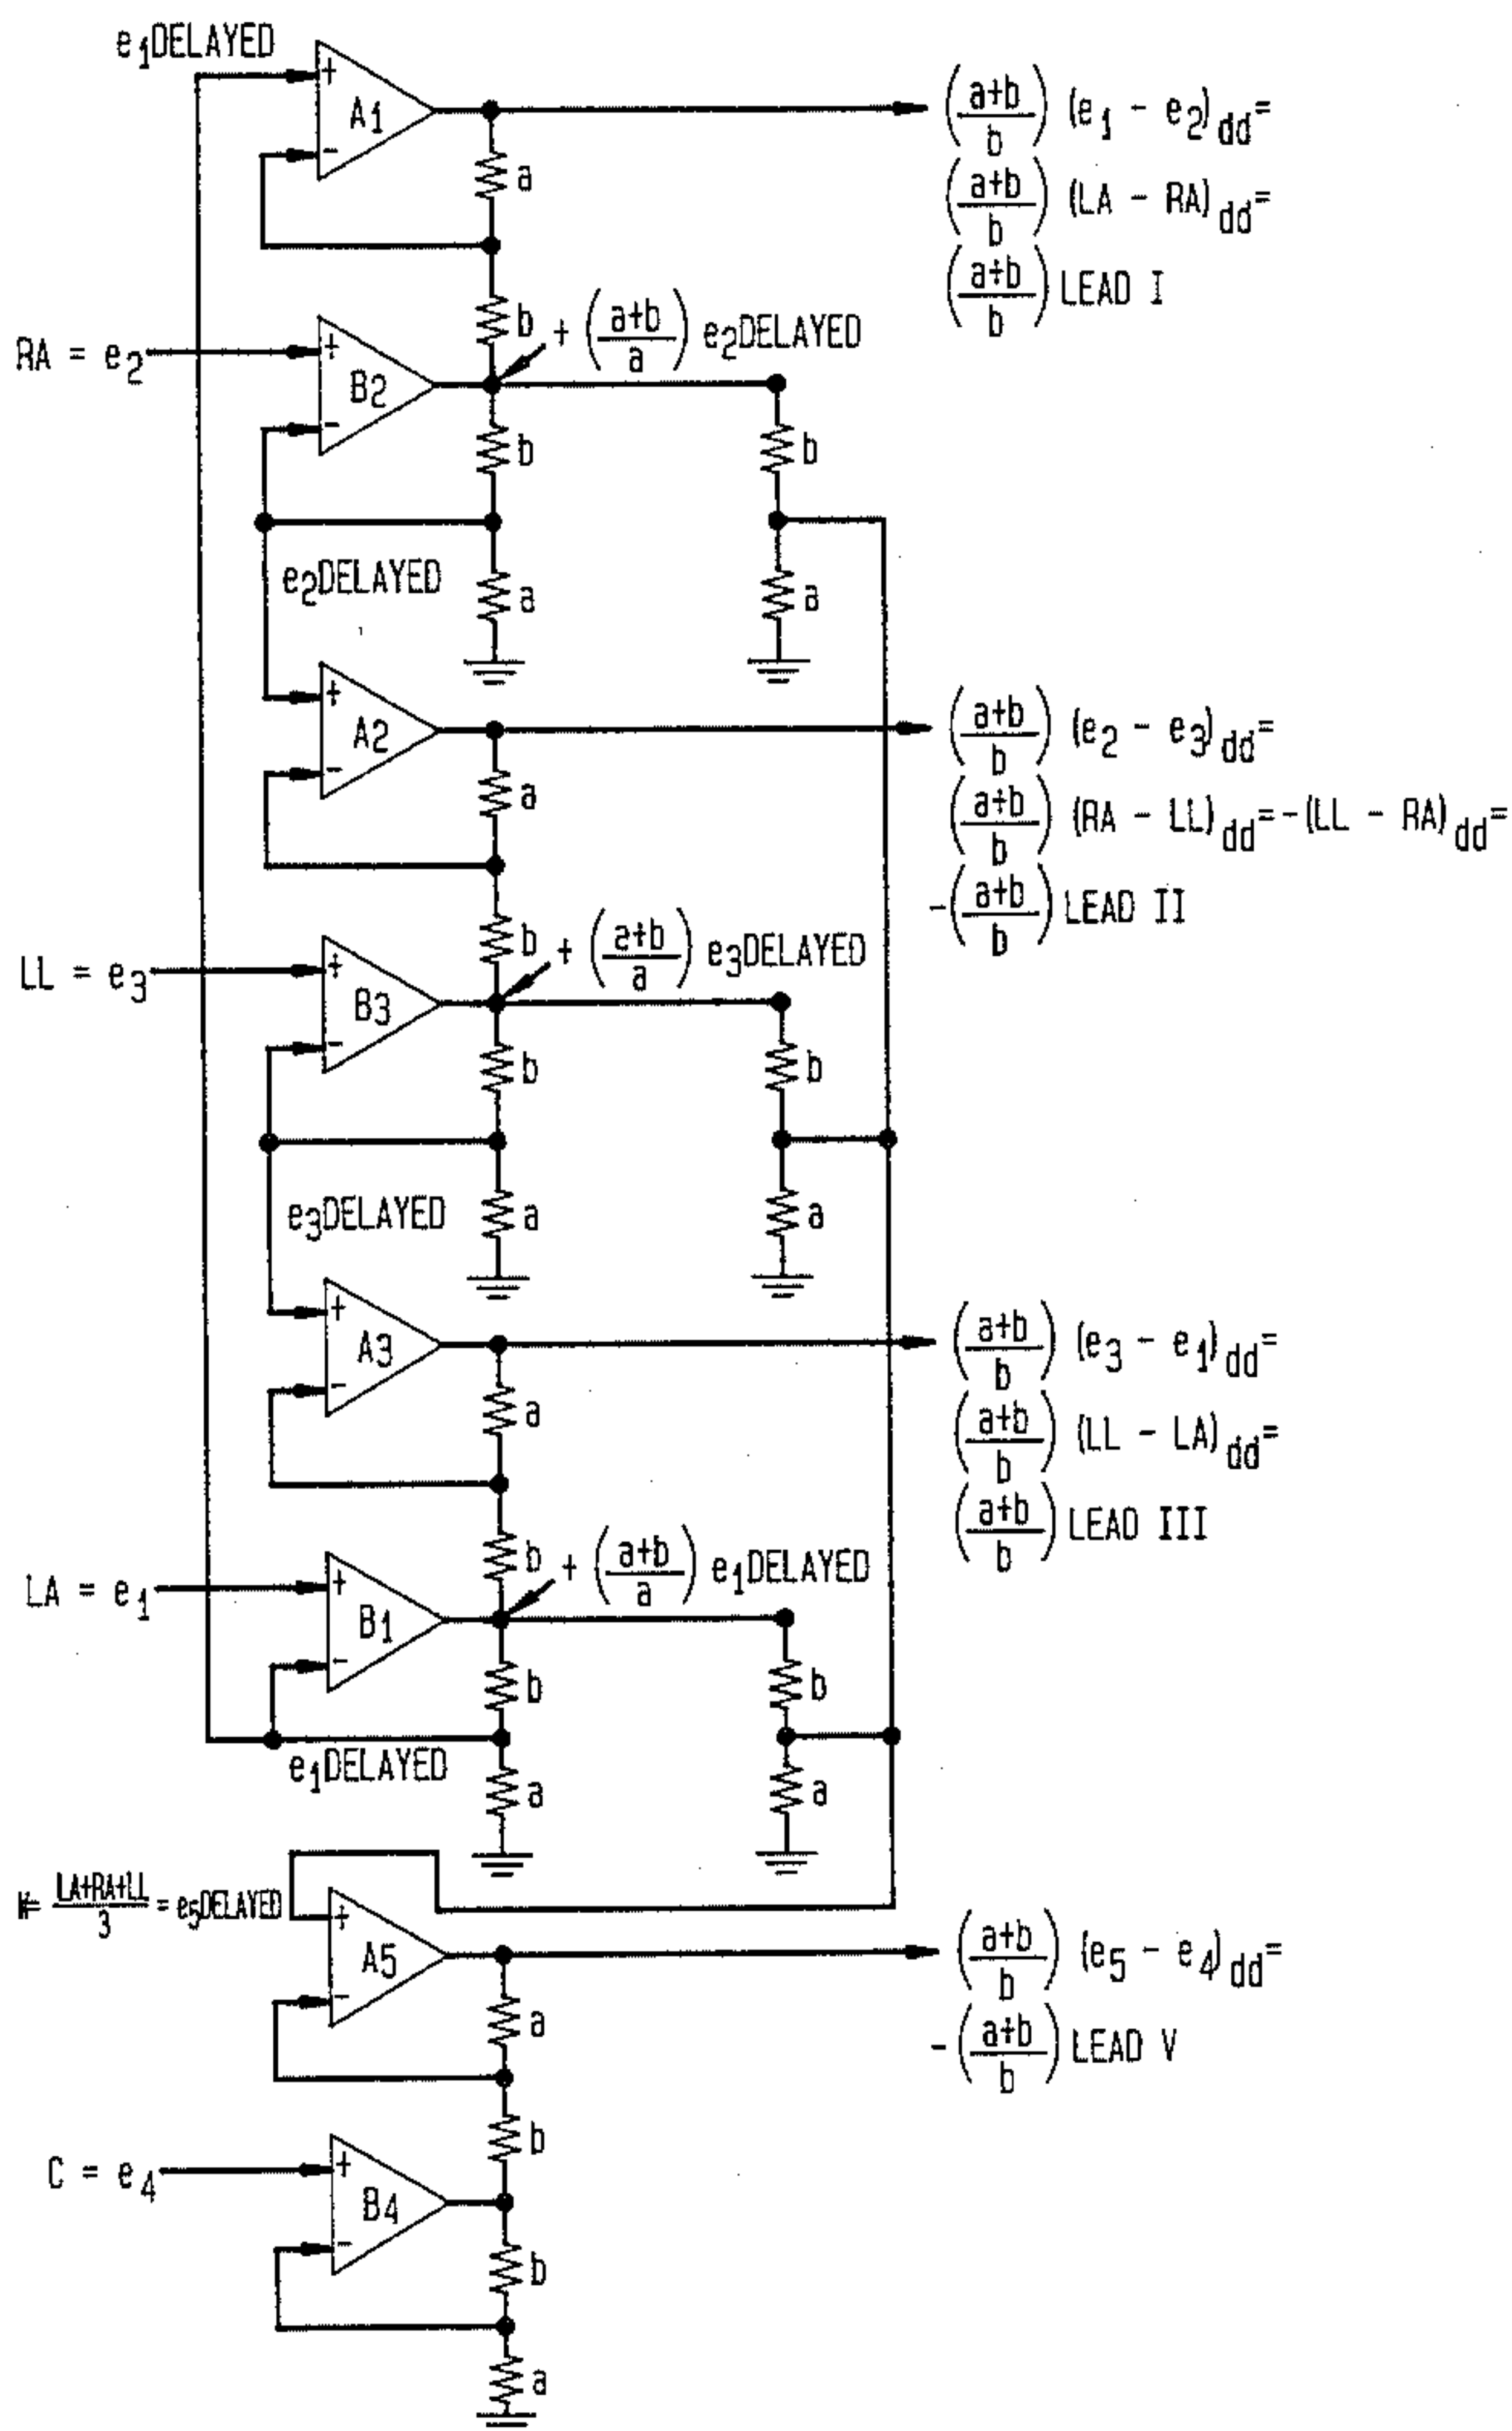 e1DELAYED
+
A1
-
a
(a+b/b) (e1 - e2)dd=
(a+b/b) (LA - RA)dd=
(a+b/b) LEAD I
b
+ (a+b/a) e2DELAYED
RA = e2
+
B2
-
b
b
e2DELAYED
a
a
+
A2
-
a
(a+b/b) (e2 - e3)dd=
(a+b/b) (RA - LL)dd=-(LL - RA)dd=
-(a+b/b) LEAD II
b
+ (a+b/a) e3DELAYED
LL = e3
+
B3
-
b
b
e3DELAYED
a
a
+
A3
-
a
(a+b/b) (e3 - e1)dd=
(a+b/b) (LL - LA)dd=
(a+b/b) LEAD III
b
+ (a+b/a) e1DELAYED
LA = e1
+
B1
-
b
b
e1DELAYED
a
a
LA+RA+LL/3 = e5DELAYED
+
A5
-
a
(a+b/b) (e5 - e4)dd=
-(a+b/b) LEAD V
b
C = e4
+
B4
-
b
a